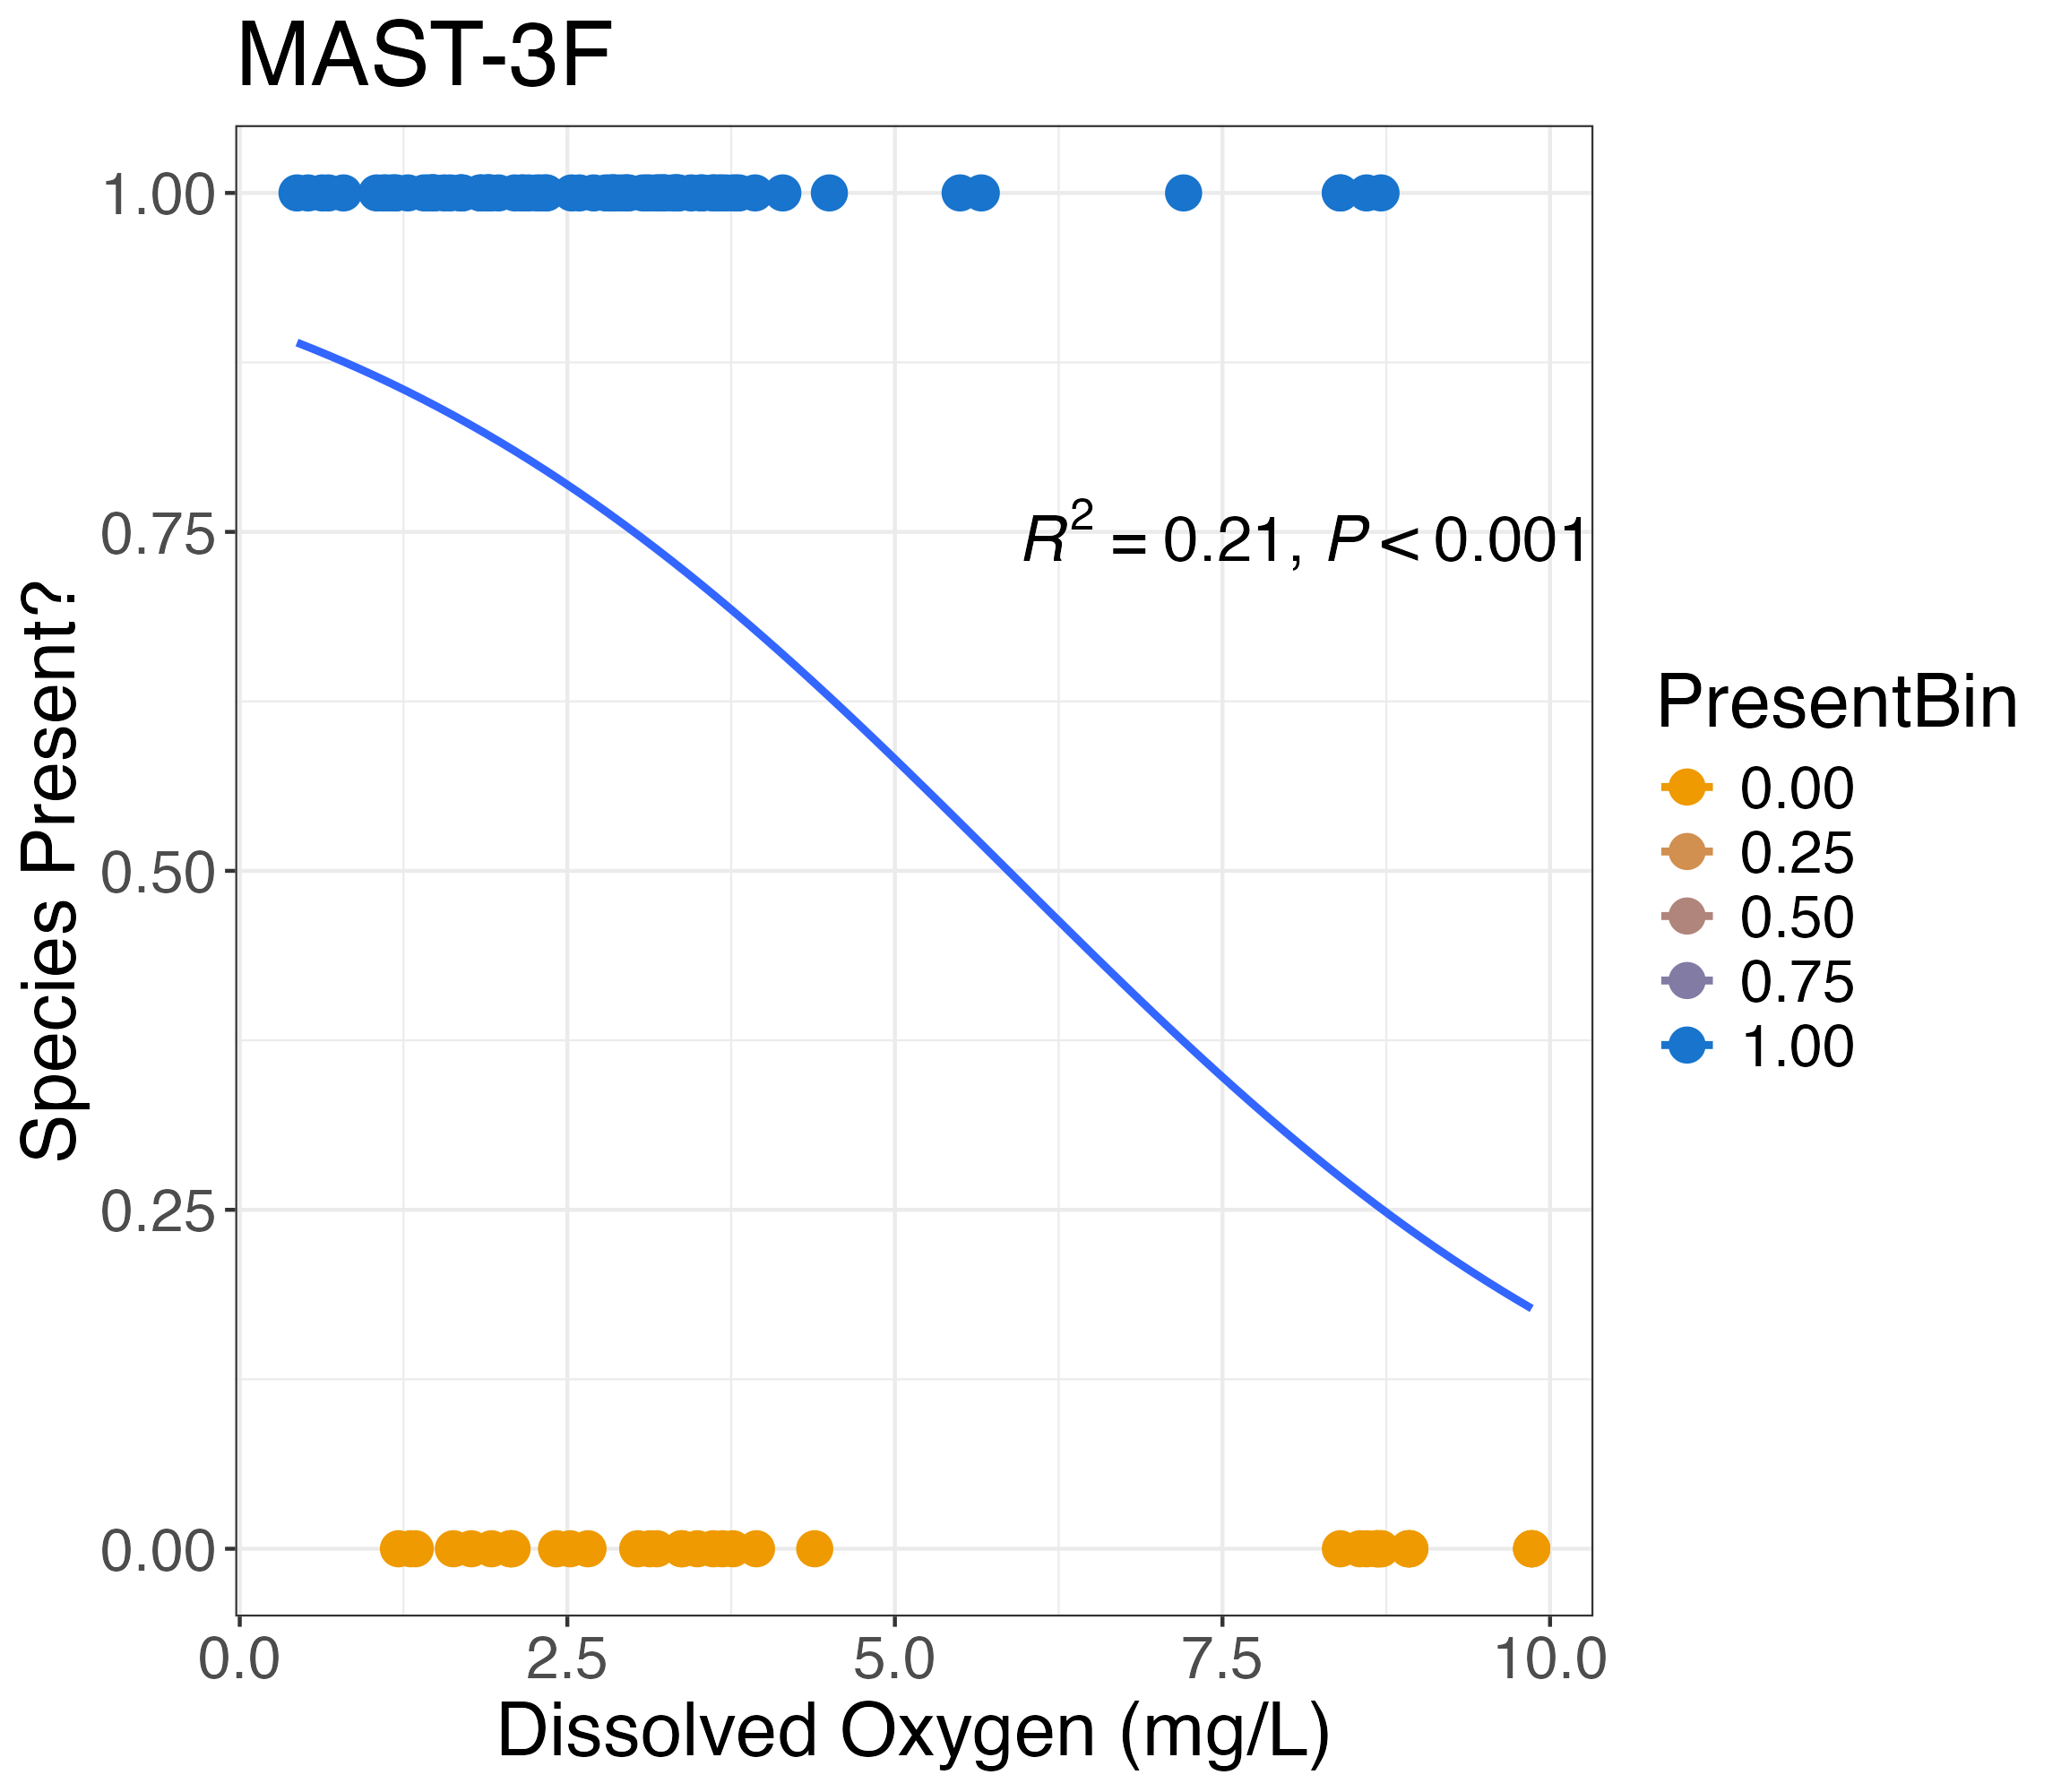 MAST-3F
1.00
0.75
0.50
0.25
0.00
Species Present?
R² = 0.21, P < 0.001
0.0 2.5 5.0 7.5 10.0
Dissolved Oxygen (mg/L)
PresentBin
0.00
0.25
0.50
0.75
1.00